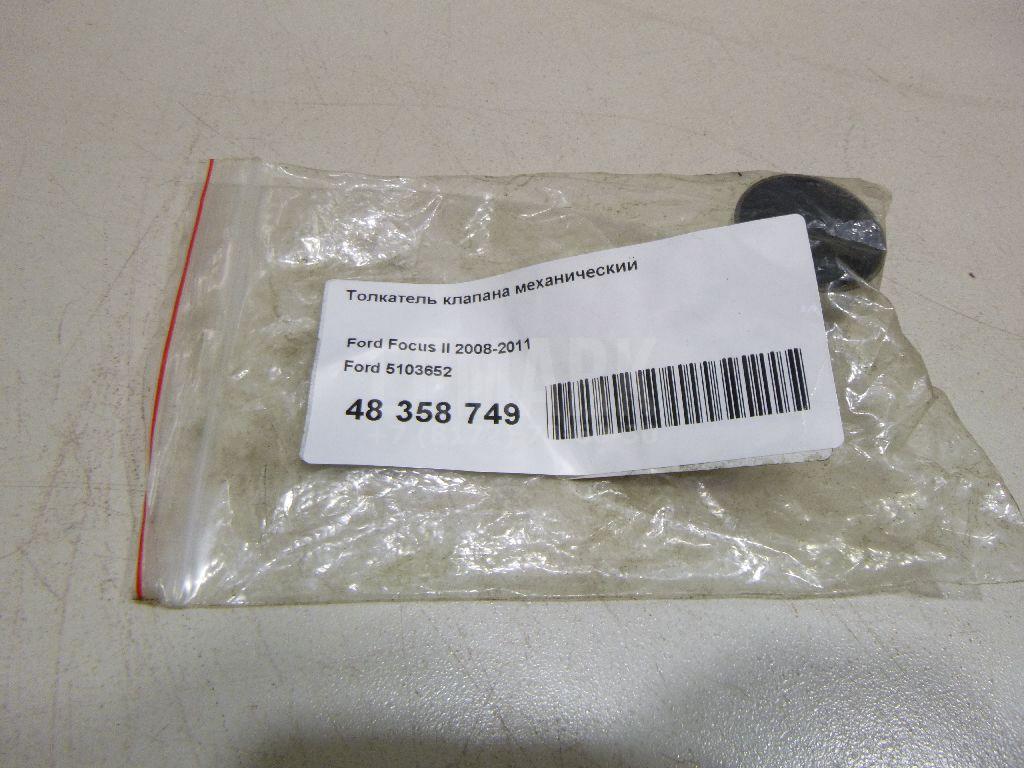 Толкатель клапана механический
Ford Focus II 2008-2011
Ford 5103652
48 358 749